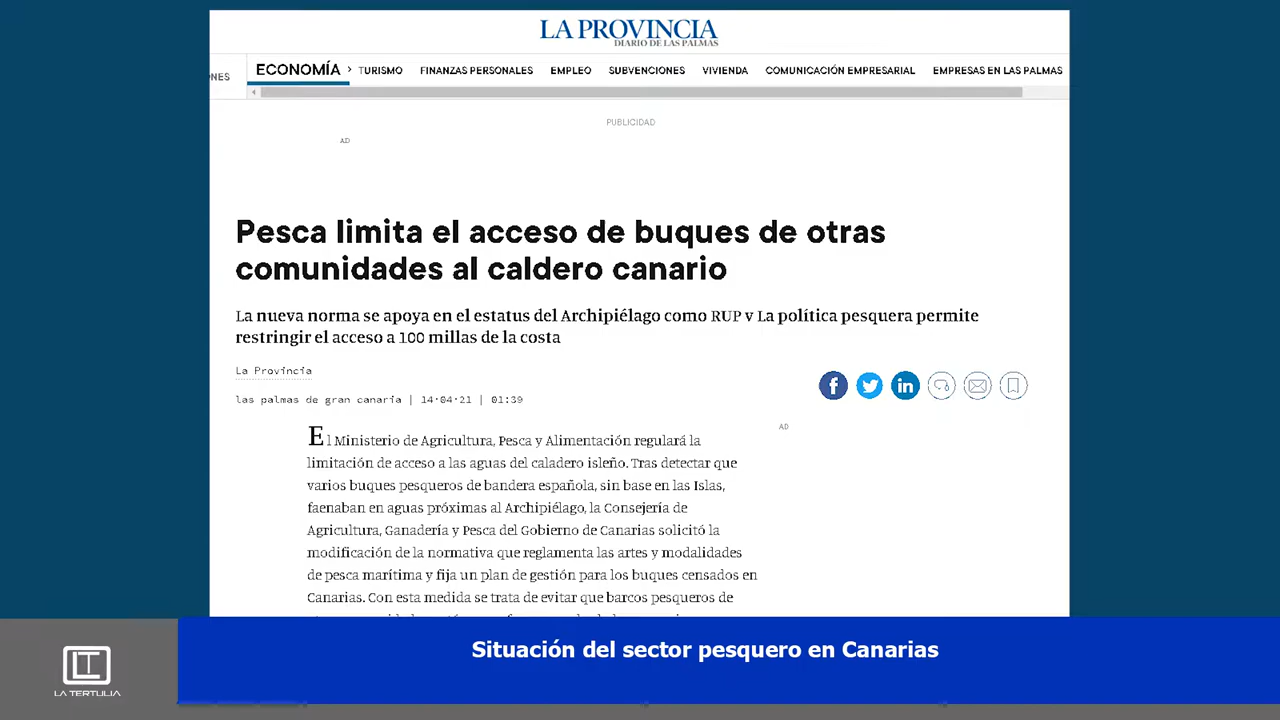 LA PROVINCIA
DIARIO DE LAS PALMAS
NES ECONOMÍA › TURISMO FINANZAS PERSONALES EMPLEO SUBVENCIONES VIVIENDA COMUNICACIÓN EMPRESARIAL EMPRESAS EN LAS PALMAS
PUBLICIDAD
AD
Pesca limita el acceso de buques de otras
comunidades al caldero canario
La nueva norma se apoya en el estatus del Archipiélago como RUP v La política pesquera permite
restringir el acceso a 100 millas de la costa
La Provincia
las palmas de gran canaria | 14·04·21 | 01:39
AD
El Ministerio de Agricultura, Pesca y Alimentación regulará la
limitación de acceso a las aguas del caladero isleño. Tras detectar que
varios buques pesqueros de bandera española, sin base en las Islas,
faenaban en aguas próximas al Archipiélago, la Consejería de
Agricultura, Ganadería y Pesca del Gobierno de Canarias solicitó la
modificación de la normativa que reglamenta las artes y modalidades
de pesca marítima y fija un plan de gestión para los buques censados en
Canarias. Con esta medida se trata de evitar que barcos pesqueros de
Situación del sector pesquero en Canarias
LT
LA TERTULIA